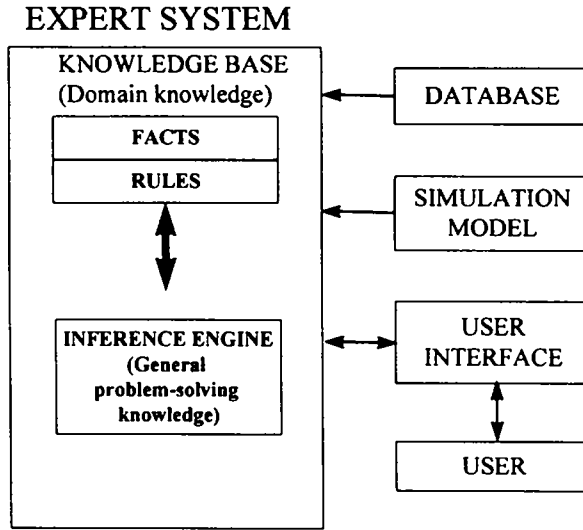 EXPERT SYSTEM
KNOWLEDGE BASE
(Domain knowledge)
FACTS
RULES
INFERENCE ENGINE
(General
problem-solving
knowledge)
DATABASE
SIMULATION
MODEL
USER
INTERFACE
USER